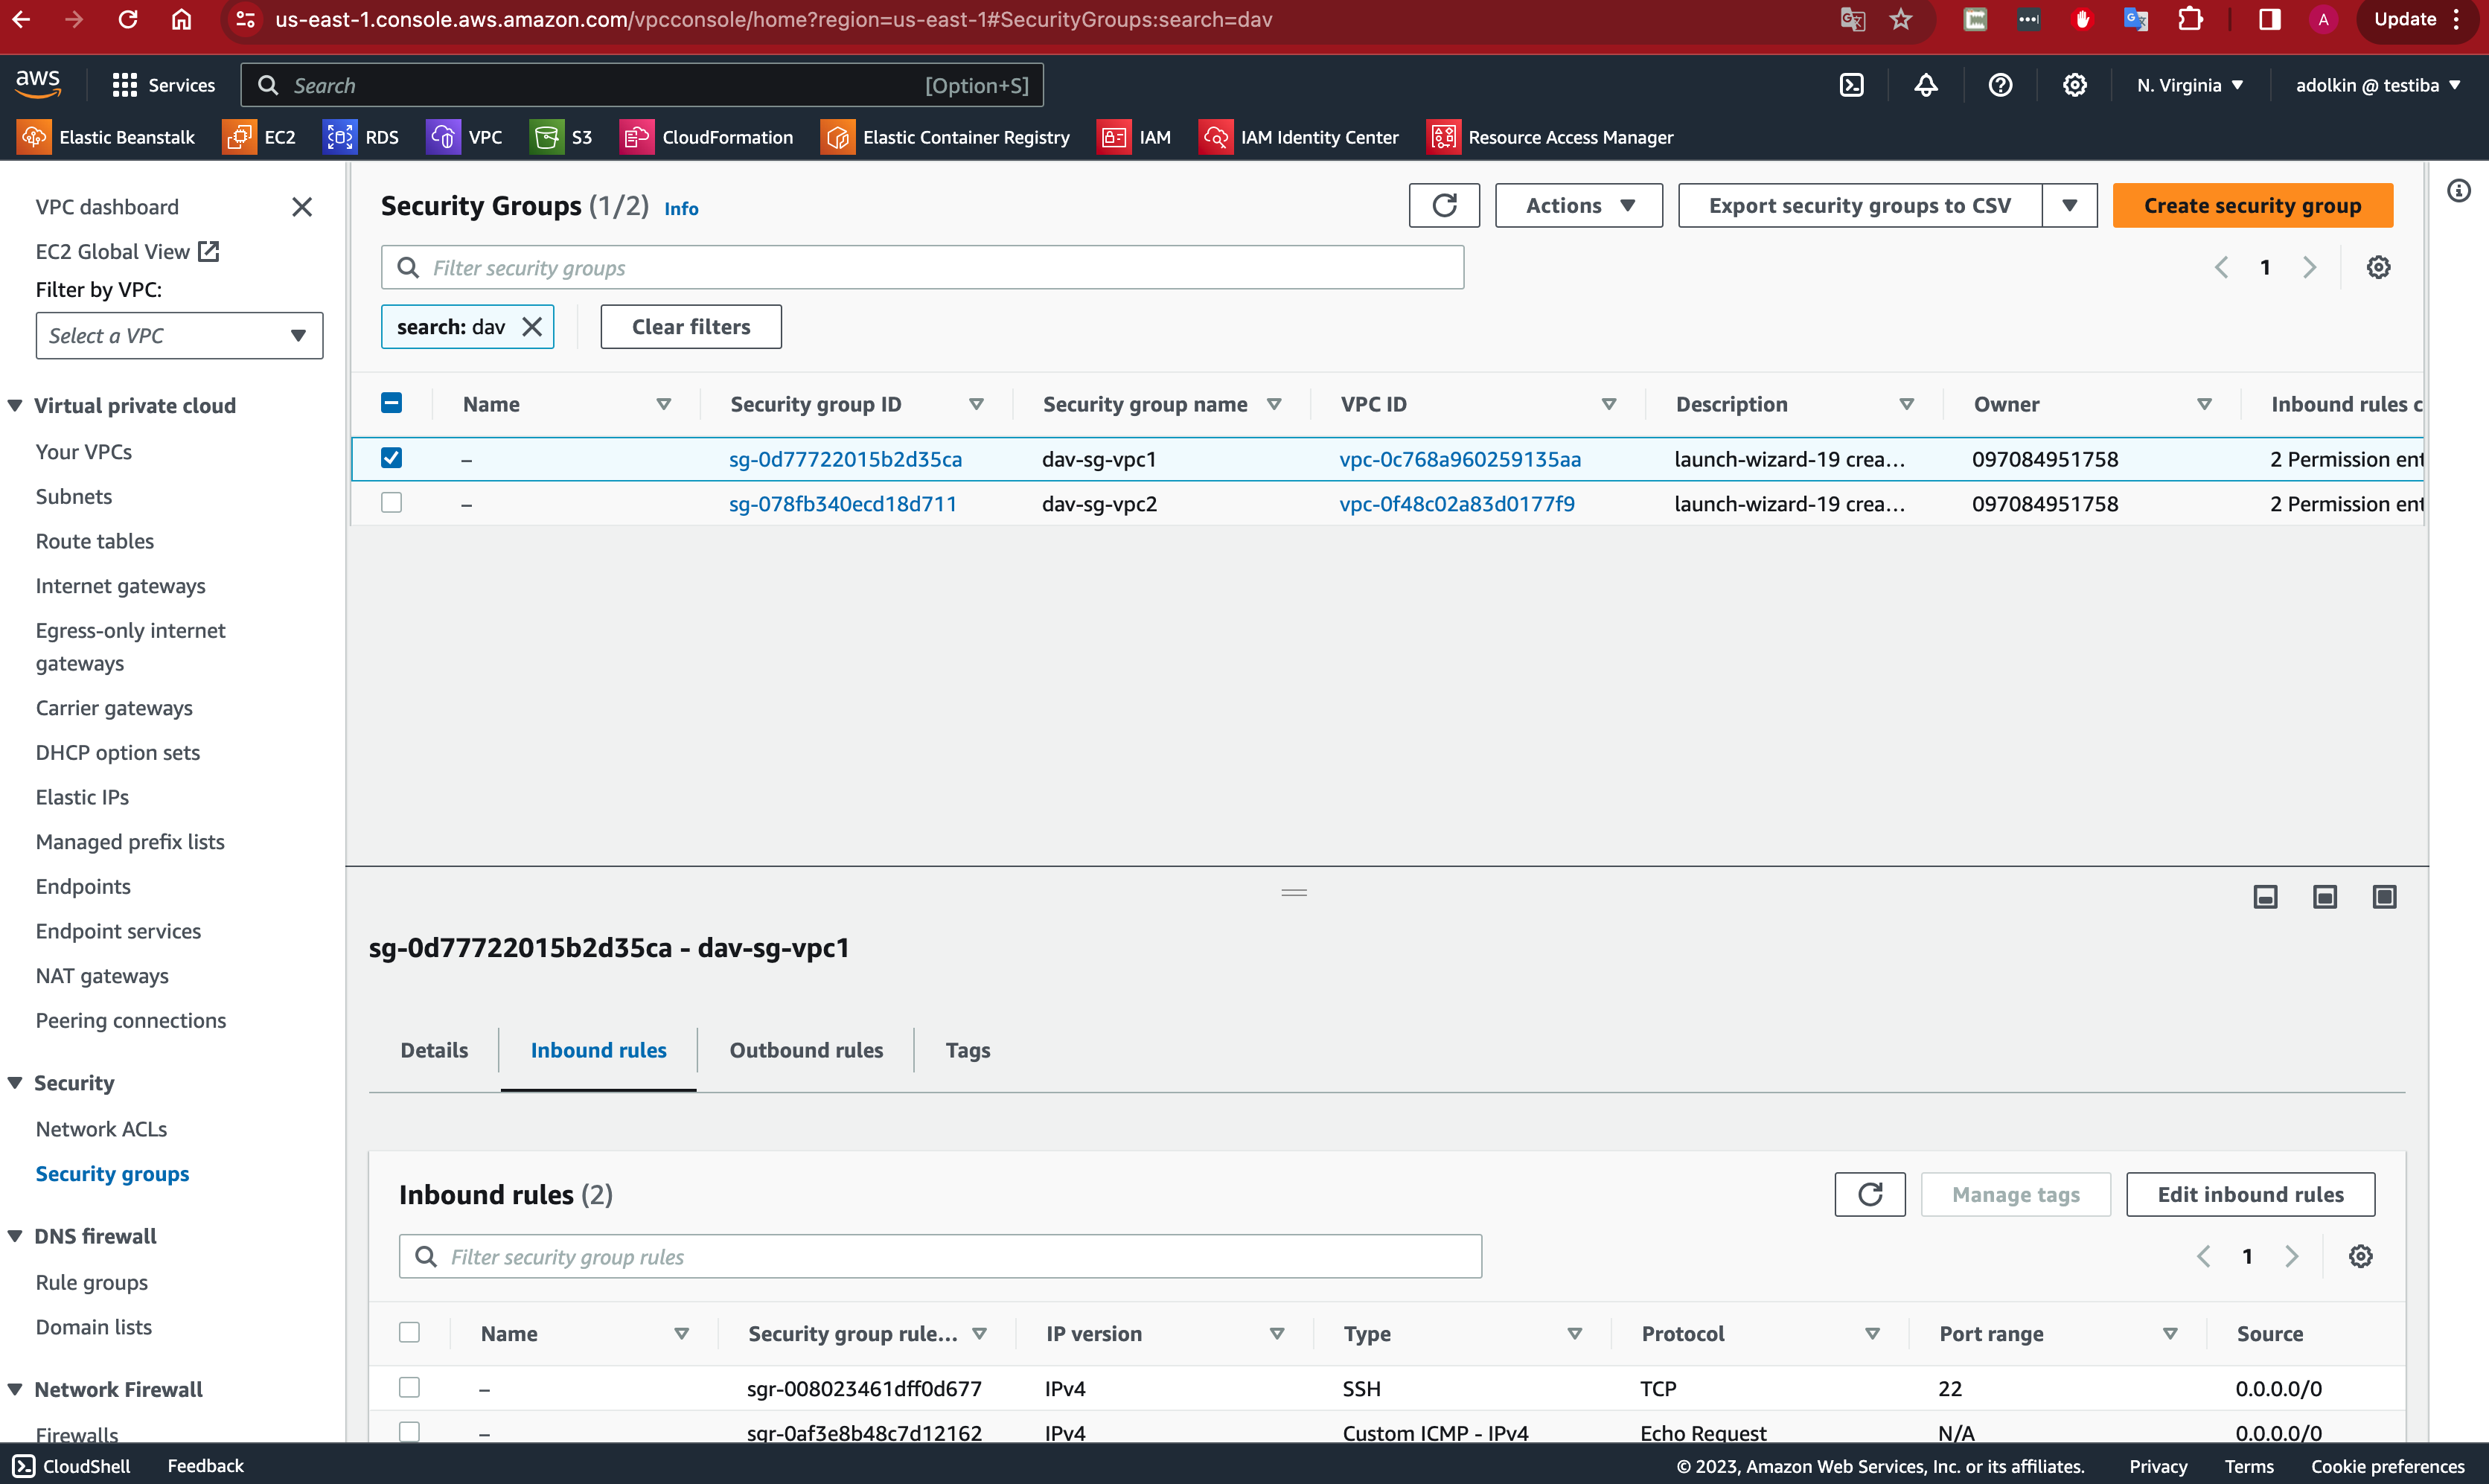 us-east-1.console.aws.amazon.com/vpcconsole/home?region=us-east-1#SecurityGroups:search=dav
A
Update
aws
Services
Search
[Option+S]
N. Virginia
adolkin @ testiba
Elastic Beanstalk
EC2
RDS
VPC
S3
CloudFormation
Elastic Container Registry
IAM
IAM Identity Center
Resource Access Manager
VPC dashboard
EC2 Global View
Filter by VPC:
Select a VPC
Virtual private cloud
Your VPCs
Subnets
Route tables
Internet gateways
Egress-only internet
gateways
Carrier gateways
DHCP option sets
Elastic IPs
Managed prefix lists
Endpoints
Endpoint services
NAT gateways
Peering connections
Security
Network ACLs
Security groups
DNS firewall
Rule groups
Domain lists
Network Firewall
Firewalls
Security Groups (1/2) Info
Actions
Export security groups to CSV
Create security group
Filter security groups
1
search: dav
Clear filters
Name Security group ID Security group name VPC ID Description Owner Inbound rules c
– sg-0d77722015b2d35ca dav-sg-vpc1 vpc-0c768a960259135aa launch-wizard-19 crea... 097084951758 2 Permission ent
– sg-078fb340ecd18d711 dav-sg-vpc2 vpc-0f48c02a83d0177f9 launch-wizard-19 crea... 097084951758 2 Permission ent
sg-0d77722015b2d35ca - dav-sg-vpc1
Details Inbound rules Outbound rules Tags
Inbound rules (2)
Manage tags
Edit inbound rules
Filter security group rules
1
Name Security group rule... IP version Type Protocol Port range Source
– sgr-008023461dff0d677 IPv4 SSH TCP 22 0.0.0.0/0
– sgr-0af3e8b48c7d12162 IPv4 Custom ICMP - IPv4 Echo Request N/A 0.0.0.0/0
CloudShell Feedback © 2023, Amazon Web Services, Inc. or its affiliates. Privacy Terms Cookie preferences